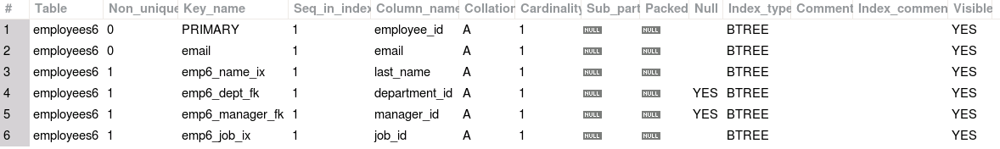 # Table Non_unique Key_name Seq_in_index Column_name Collation Cardinality Sub_part Packed Null Index_type Comment Index_commen Visible
1 employees6 0 PRIMARY 1 employee_id A 1 NULL NULL BTREE YES
2 employees6 0 email 1 email A 1 NULL NULL BTREE YES
3 employees6 1 emp6_name_ix 1 last_name A 1 NULL NULL BTREE YES
4 employees6 1 emp6_dept_fk 1 department_id A 1 NULL NULL YES BTREE YES
5 employees6 1 emp6_manager_fk 1 manager_id A 1 NULL NULL YES BTREE YES
6 employees6 1 emp6_job_ix 1 job_id A 1 NULL NULL BTREE YES